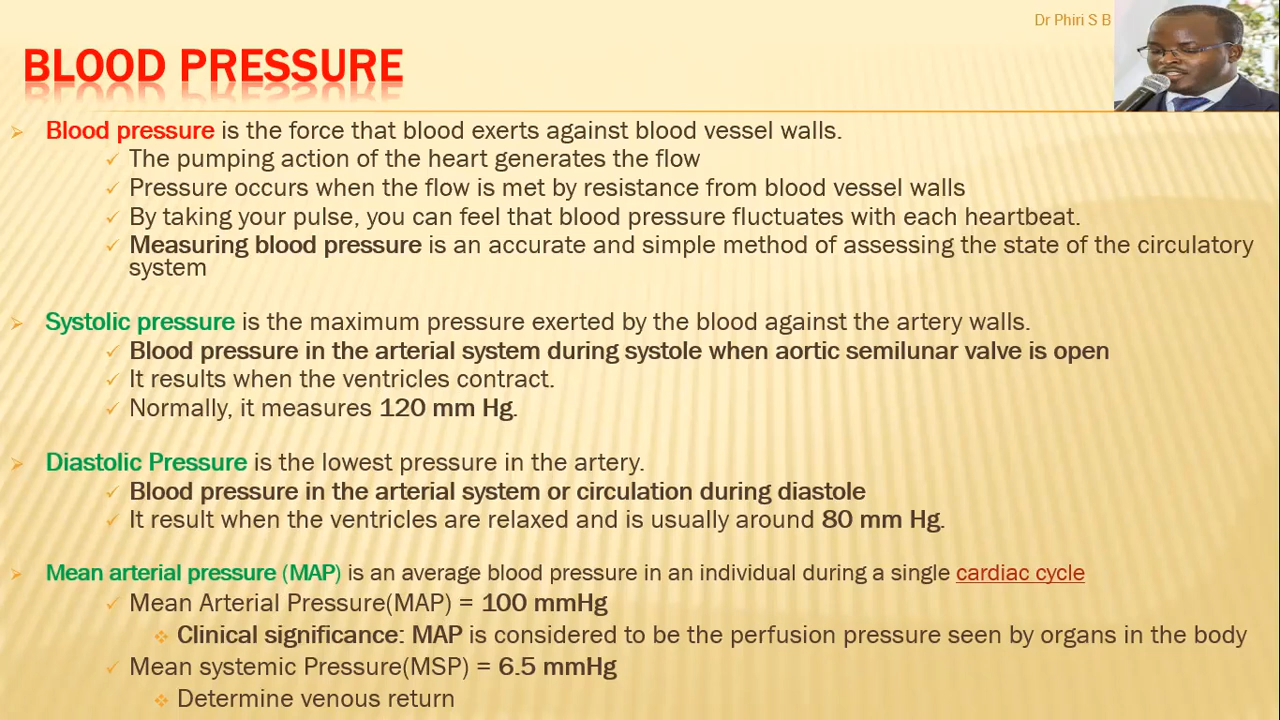 Dr Phiri S B
BLOOD PRESSURE
Blood pressure is the force that blood exerts against blood vessel walls.
The pumping action of the heart generates the flow
Pressure occurs when the flow is met by resistance from blood vessel walls
By taking your pulse, you can feel that blood pressure fluctuates with each heartbeat.
Measuring blood pressure is an accurate and simple method of assessing the state of the circulatory
system
Systolic pressure is the maximum pressure exerted by the blood against the artery walls.
Blood pressure in the arterial system during systole when aortic semilunar valve is open
It results when the ventricles contract.
Normally, it measures 120 mm Hg.
Diastolic Pressure is the lowest pressure in the artery.
Blood pressure in the arterial system or circulation during diastole
It result when the ventricles are relaxed and is usually around 80 mm Hg.
Mean arterial pressure (MAP) is an average blood pressure in an individual during a single cardiac cycle
Mean Arterial Pressure(MAP) = 100 mmHg
Clinical significance: MAP is considered to be the perfusion pressure seen by organs in the body
Mean systemic Pressure(MSP) = 6.5 mmHg
Determine venous return